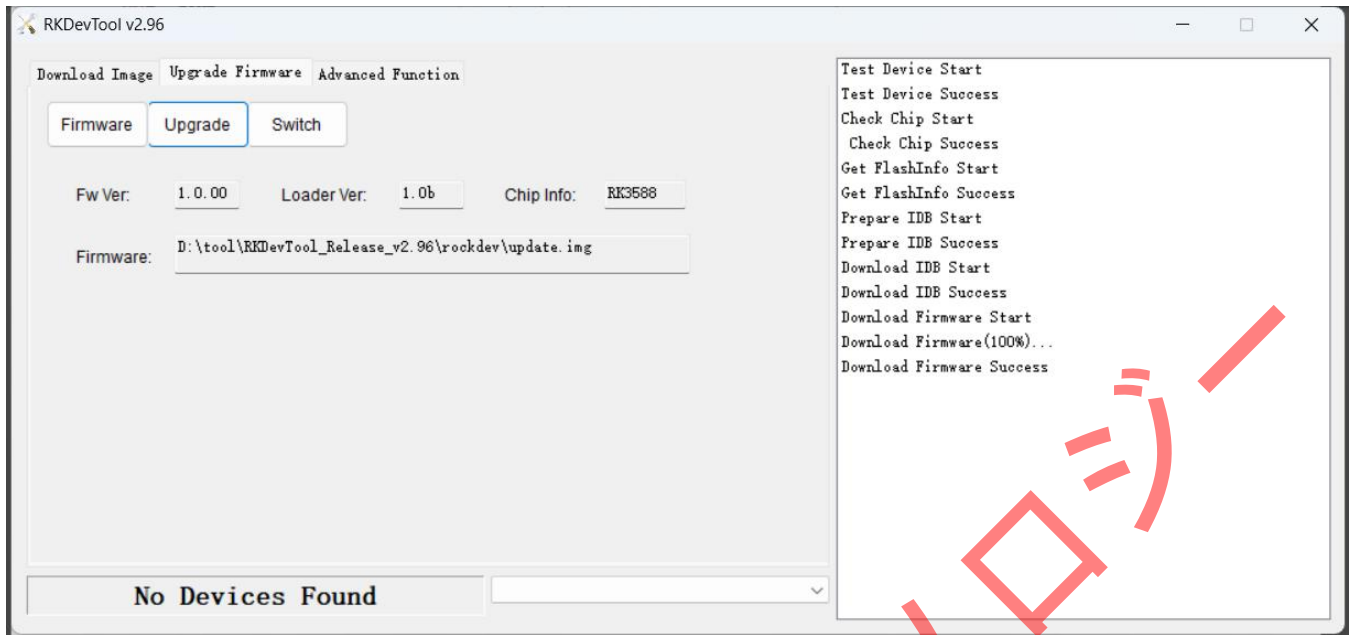 RKDevTool v2.96
Download Image Upgrade Firmware Advanced Function
Firmware Upgrade Switch
Fw Ver: 1.0.00 Loader Ver: 1.0b Chip Info: RK3588
Firmware: D:\tool\RKDevTool_Release_v2.96\rockdev\update.img
No Devices Found
Test Device Start
Test Device Success
Check Chip Start
Check Chip Success
Get FlashInfo Start
Get FlashInfo Success
Prepare IDB Start
Prepare IDB Success
Download IDB Start
Download IDB Success
Download Firmware Start
Download Firmware(100%)...
Download Firmware Success
ロジー